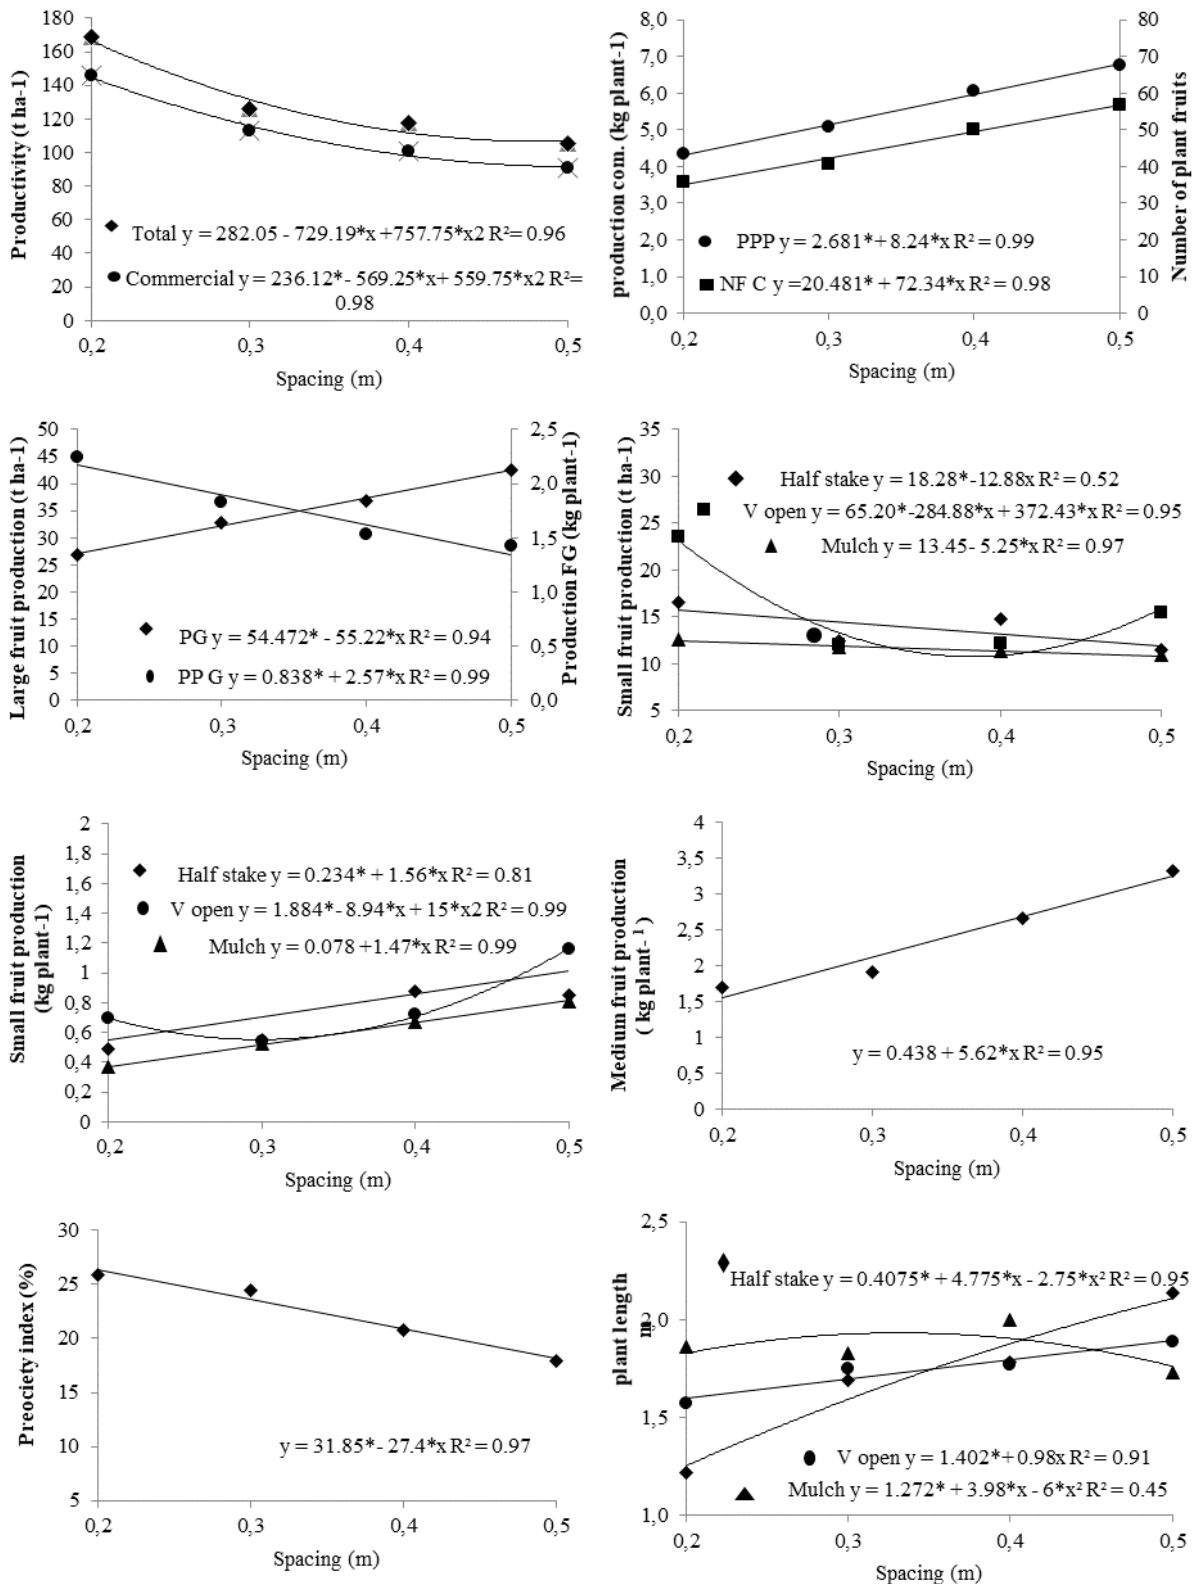 180
160
140
120
100
80
60
40
20
0
Productivity (t ha-1)
Total y = 282.05 - 729.19*x +757.75*x2 R²= 0.96
Commercial y = 236.12*- 569.25*x+ 559.75*x2 R²=
0.98
0,2 0,3 0,4 0,5
Spacing (m)
8,0
7,0
6,0
5,0
4,0
3,0
2,0
1,0
0,0
production com. (kg plant-1)
80
70
60
50
40
30
20
10
0
Number of plant fruits
PPP y = 2.681*+ 8.24*x R² = 0.99
NF C y =20.481* + 72.34*x R² = 0.98
0,2 0,3 0,4 0,5
Spacing (m)
50
45
40
35
30
25
20
15
10
5
0
Large fruit production (t ha-1)
2,5
2,0
1,5
1,0
0,5
0,0
Production FG (kg plant-1)
PG y = 54.472* - 55.22*x R² = 0.94
PP G y = 0.838* + 2.57*x R² = 0.99
0,2 0,3 0,4 0,5
Spacing (m)
35
30
25
20
15
10
5
Small fruit production (t ha-1)
Half stake y = 18.28*-12.88x R² = 0.52
V open y = 65.20*-284.88*x + 372.43*x R² = 0.95
Mulch y = 13.45- 5.25*x R² = 0.97
0,2 0,3 0,4 0,5
Spacing (m)
2
1,8
1,6
1,4
1,2
1
0,8
0,6
0,4
0,2
0
Small fruit production
(kg plant-1)
Half stake y = 0.234* + 1.56*x R² = 0.81
V open y = 1.884*- 8.94*x + 15*x2 R² = 0.99
Mulch y = 0.078 +1.47*x R² = 0.99
0,2 0,3 0,4 0,5
Spacing (m)
4
3,5
3
2,5
2
1,5
1
0,5
0
Medium fruit production
( kg plant- ¹ )
y = 0.438 + 5.62*x R² = 0.95
0,2 0,3 0,4 0,5
Spacing (m)
30
25
20
15
10
5
Preociety index (%)
y = 31.85*- 27.4*x R² = 0.97
0,2 0,3 0,4 0,5
Spacing (m)
2,5
2,0
1,5
1,0
plant length
m
Half stake y = 0.4075* + 4.775*x - 2.75*x² R² = 0.95
V open y = 1.402*+ 0.98x R² = 0.91
Mulch y = 1.272* + 3.98*x - 6*x² R² = 0.45
0,2 0,3 0,4 0,5
Spacing (m)